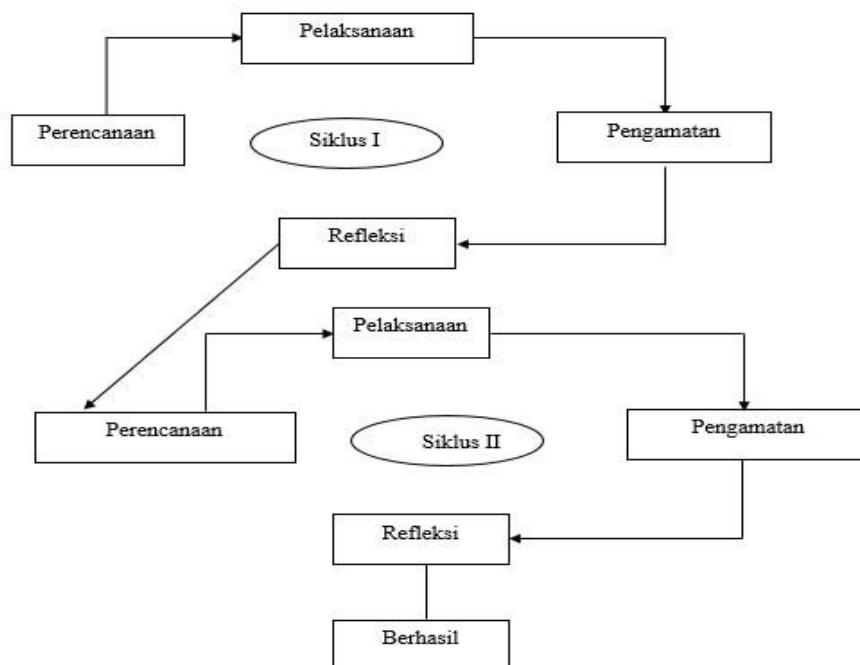 Pelaksanaan
Perencanaan
Siklus I
Pengamatan
Refleksi
Pelaksanaan
Perencanaan
Siklus II
Pengamatan
Refleksi
Berhasil